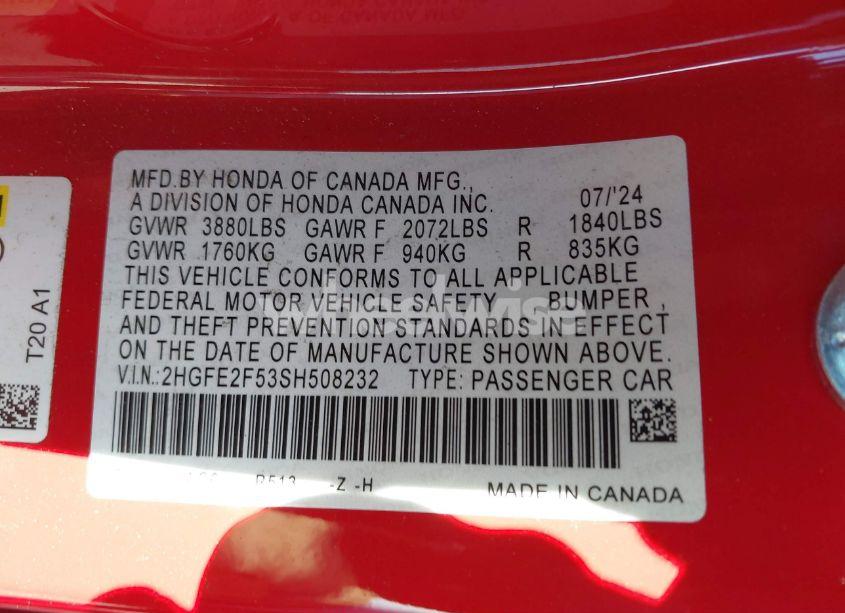 MFD.BY HONDA OF CANADA MFG.,
A DIVISION OF HONDA CANADA INC. 07/'24
GVWR 3880LBS GAWR F 2072LBS R 1840LBS
GVWR 1760KG GAWR F 940KG R 835KG
THIS VEHICLE CONFORMS TO ALL APPLICABLE
FEDERAL MOTOR VEHICLE SAFETY BUMPER,
AND THEFT PREVENTION STANDARDS IN EFFECT
ON THE DATE OF MANUFACTURE SHOWN ABOVE.
V.I.N.:2HGFE2F53SH508232 TYPE: PASSENGER CAR
R513 -Z -H MADE IN CANADA
T20 A1
wheelwise